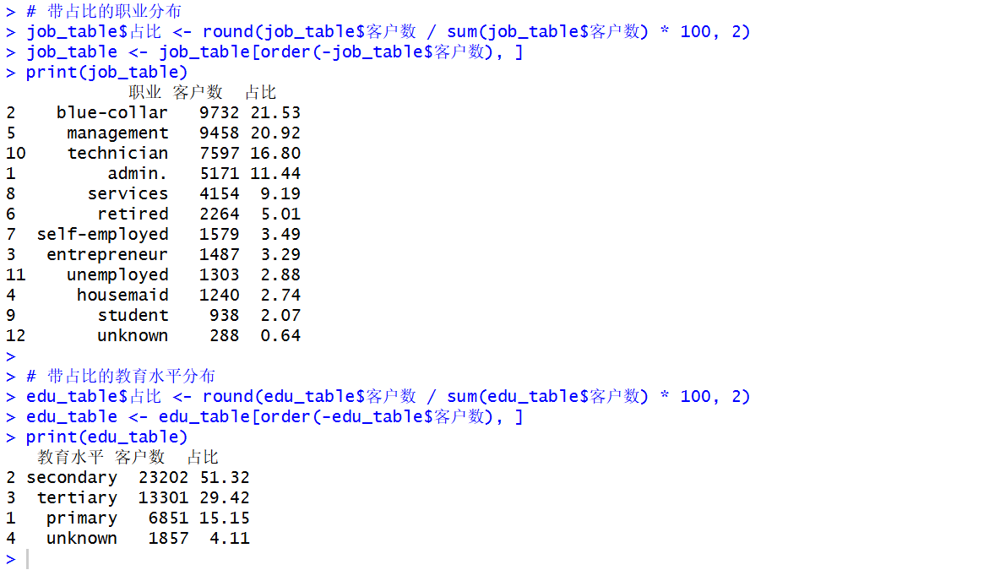 > # 带占比的职业分布
> job_table$占比 <- round(job_table$客户数 / sum(job_table$客户数) * 100, 2)
> job_table <- job_table[order(-job_table$客户数), ]
> print(job_table)
职业 客户数 占比
2 blue-collar 9732 21.53
5 management 9458 20.92
10 technician 7597 16.80
1 admin. 5171 11.44
8 services 4154 9.19
6 retired 2264 5.01
7 self-employed 1579 3.49
3 entrepreneur 1487 3.29
11 unemployed 1303 2.88
4 housemaid 1240 2.74
9 student 938 2.07
12 unknown 288 0.64
>
> # 带占比的教育水平分布
> edu_table$占比 <- round(edu_table$客户数 / sum(edu_table$客户数) * 100, 2)
> edu_table <- edu_table[order(-edu_table$客户数), ]
> print(edu_table)
教育水平 客户数 占比
2 secondary 23202 51.32
3 tertiary 13301 29.42
1 primary 6851 15.15
4 unknown 1857 4.11
>